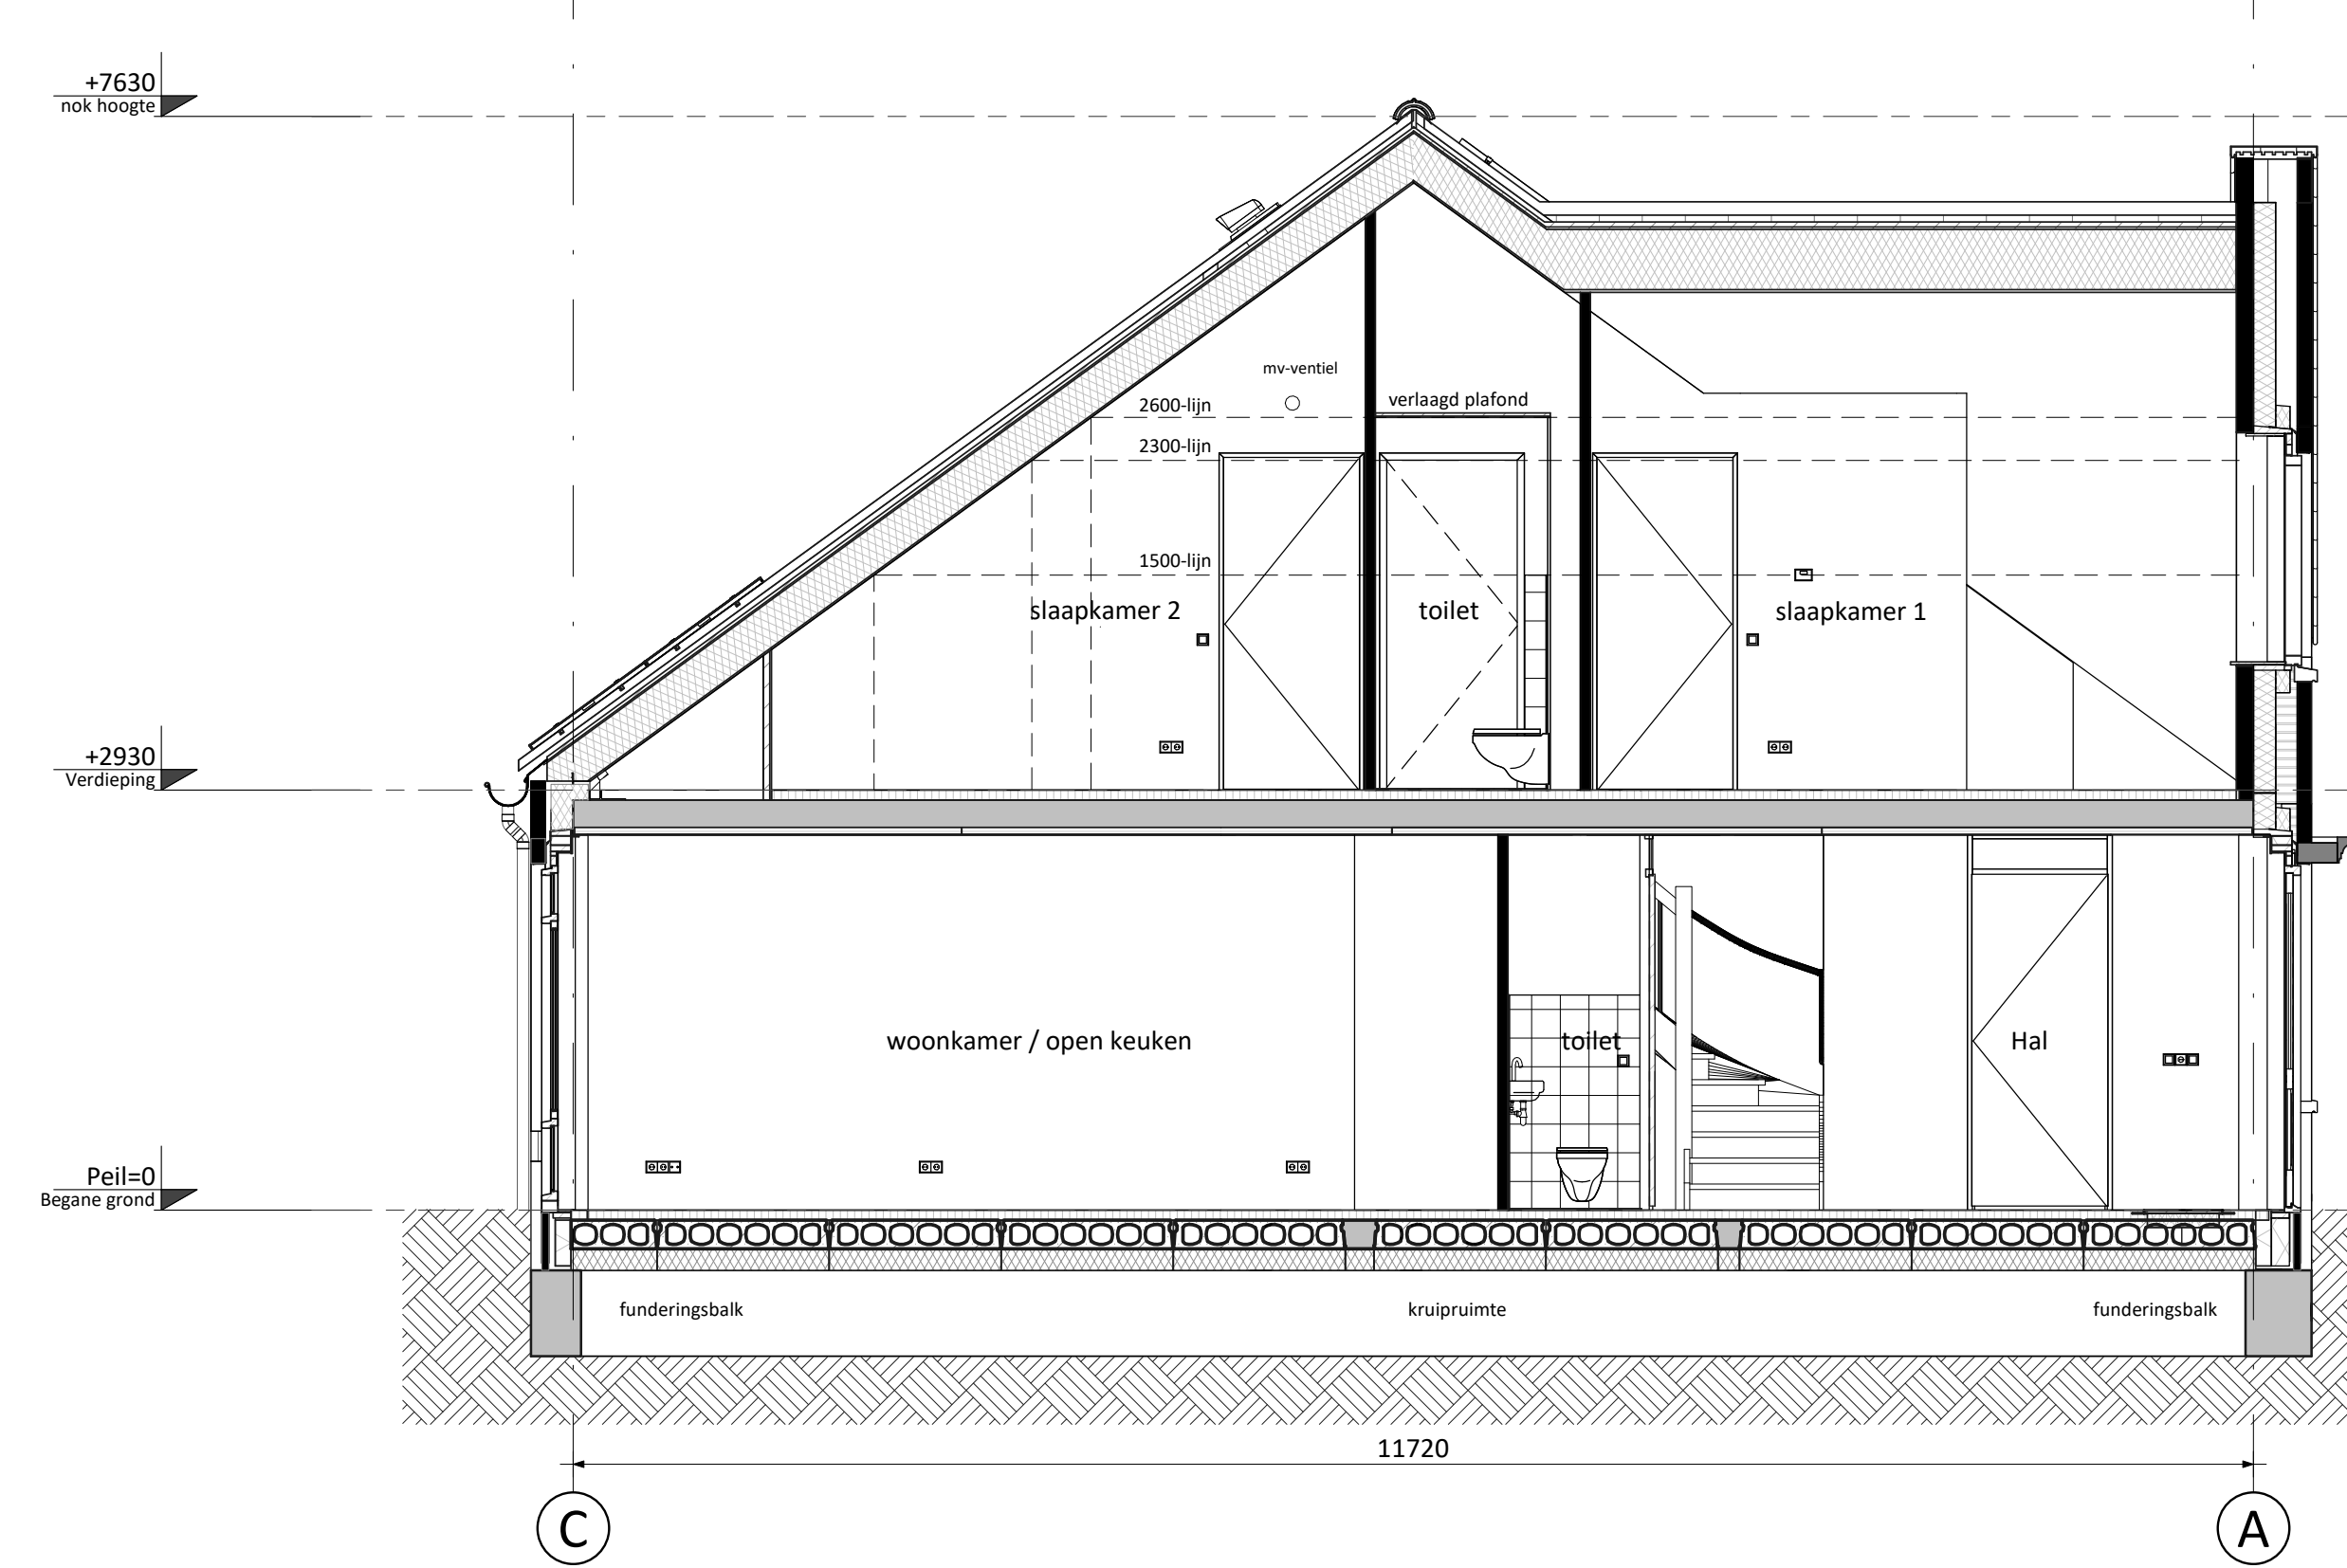 +7630
nok hoogte
mv-ventiel
2600-lijn
verlaagd plafond
2300-lijn
1500-lijn
slaapkamer 2
toilet
slaapkamer 1
+2930
Verdieping
woonkamer / open keuken
toilet
Hal
Peil=0
Begane grond
funderingsbalk
kruipruimte
funderingsbalk
11720
C
A